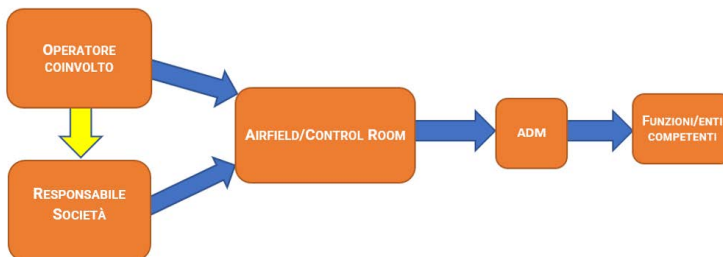 OPERATORE
COINVOLTO
RESPONSABILE
SOCIETÀ
AIRFIELD/CONTROL ROOM
ADM
FUNZIONI/ENTI
COMPETENTI